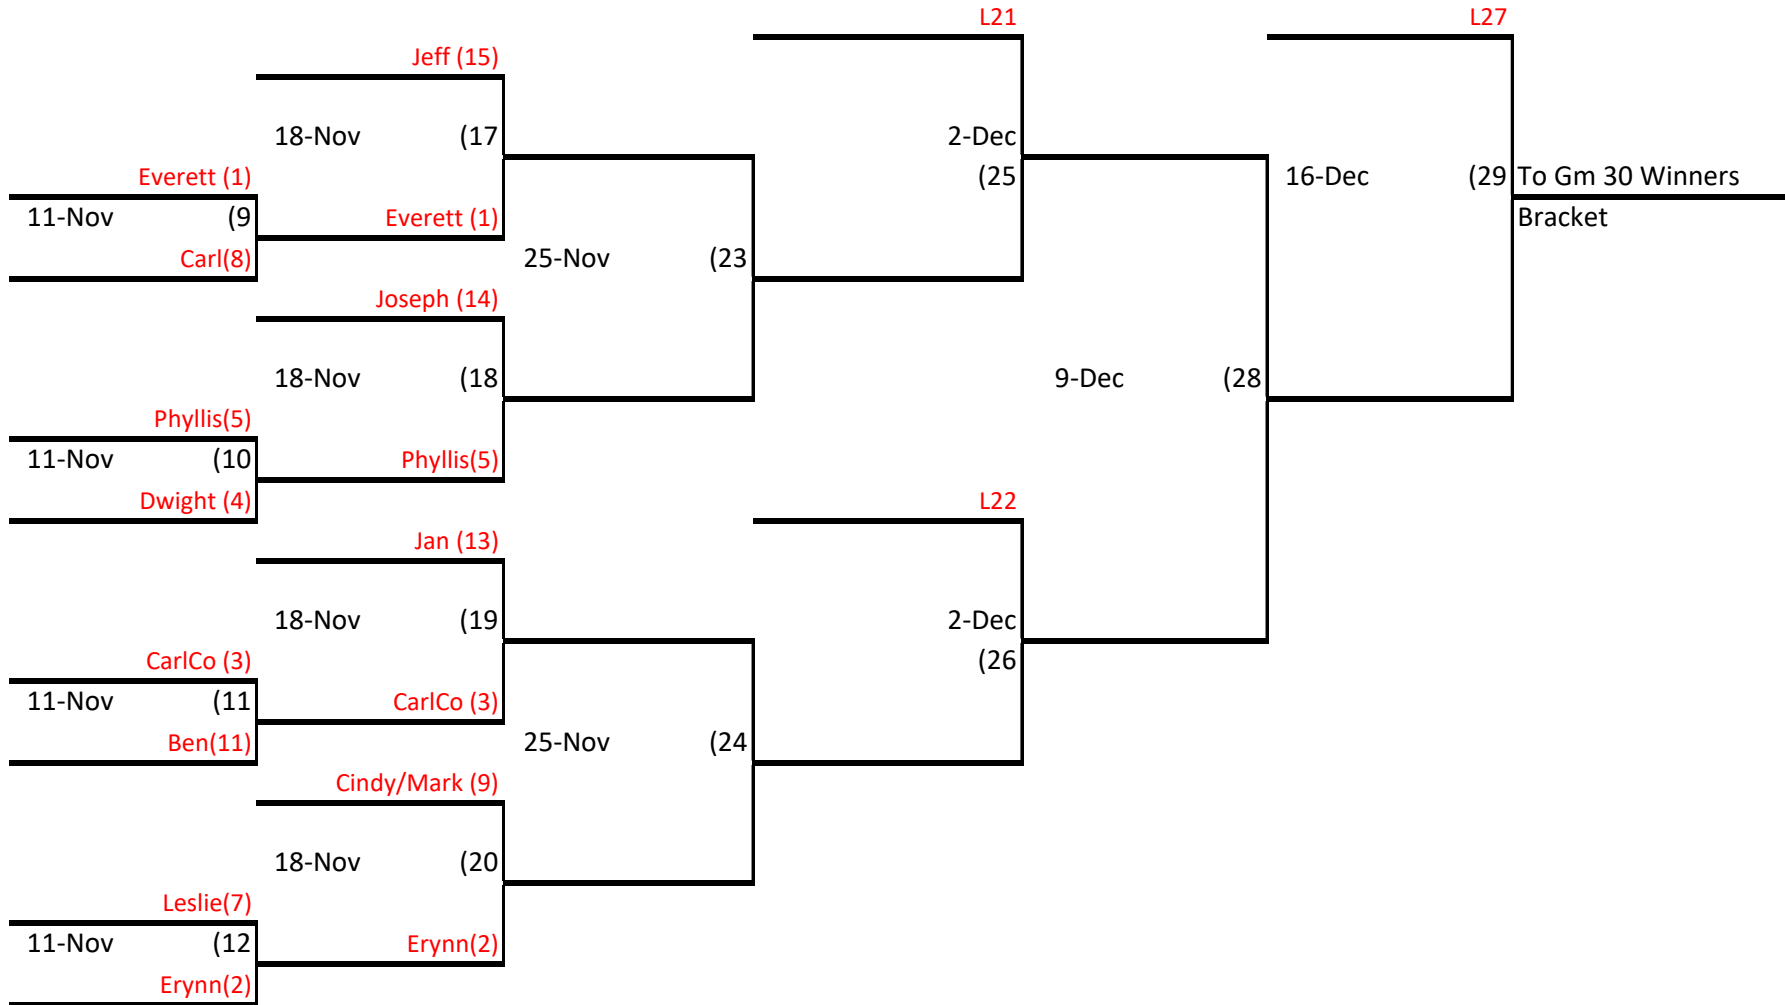 L21
L27
Jeff (15)
18-Nov (17
2-Dec
Everett (1)
(25
16-Dec (29 To Gm 30 Winners
11-Nov (9
Everett (1)
Bracket
Carl(8)
25-Nov (23
Joseph (14)
18-Nov (18
9-Dec (28
Phyllis(5)
11-Nov (10
Phyllis(5)
Dwight (4)
L22
Jan (13)
18-Nov (19
2-Dec
CarlCo (3)
(26
11-Nov (11
CarlCo (3)
Ben(11)
25-Nov (24
Cindy/Mark (9)
18-Nov (20
Leslie(7)
11-Nov (12
Erynn(2)
Erynn(2)